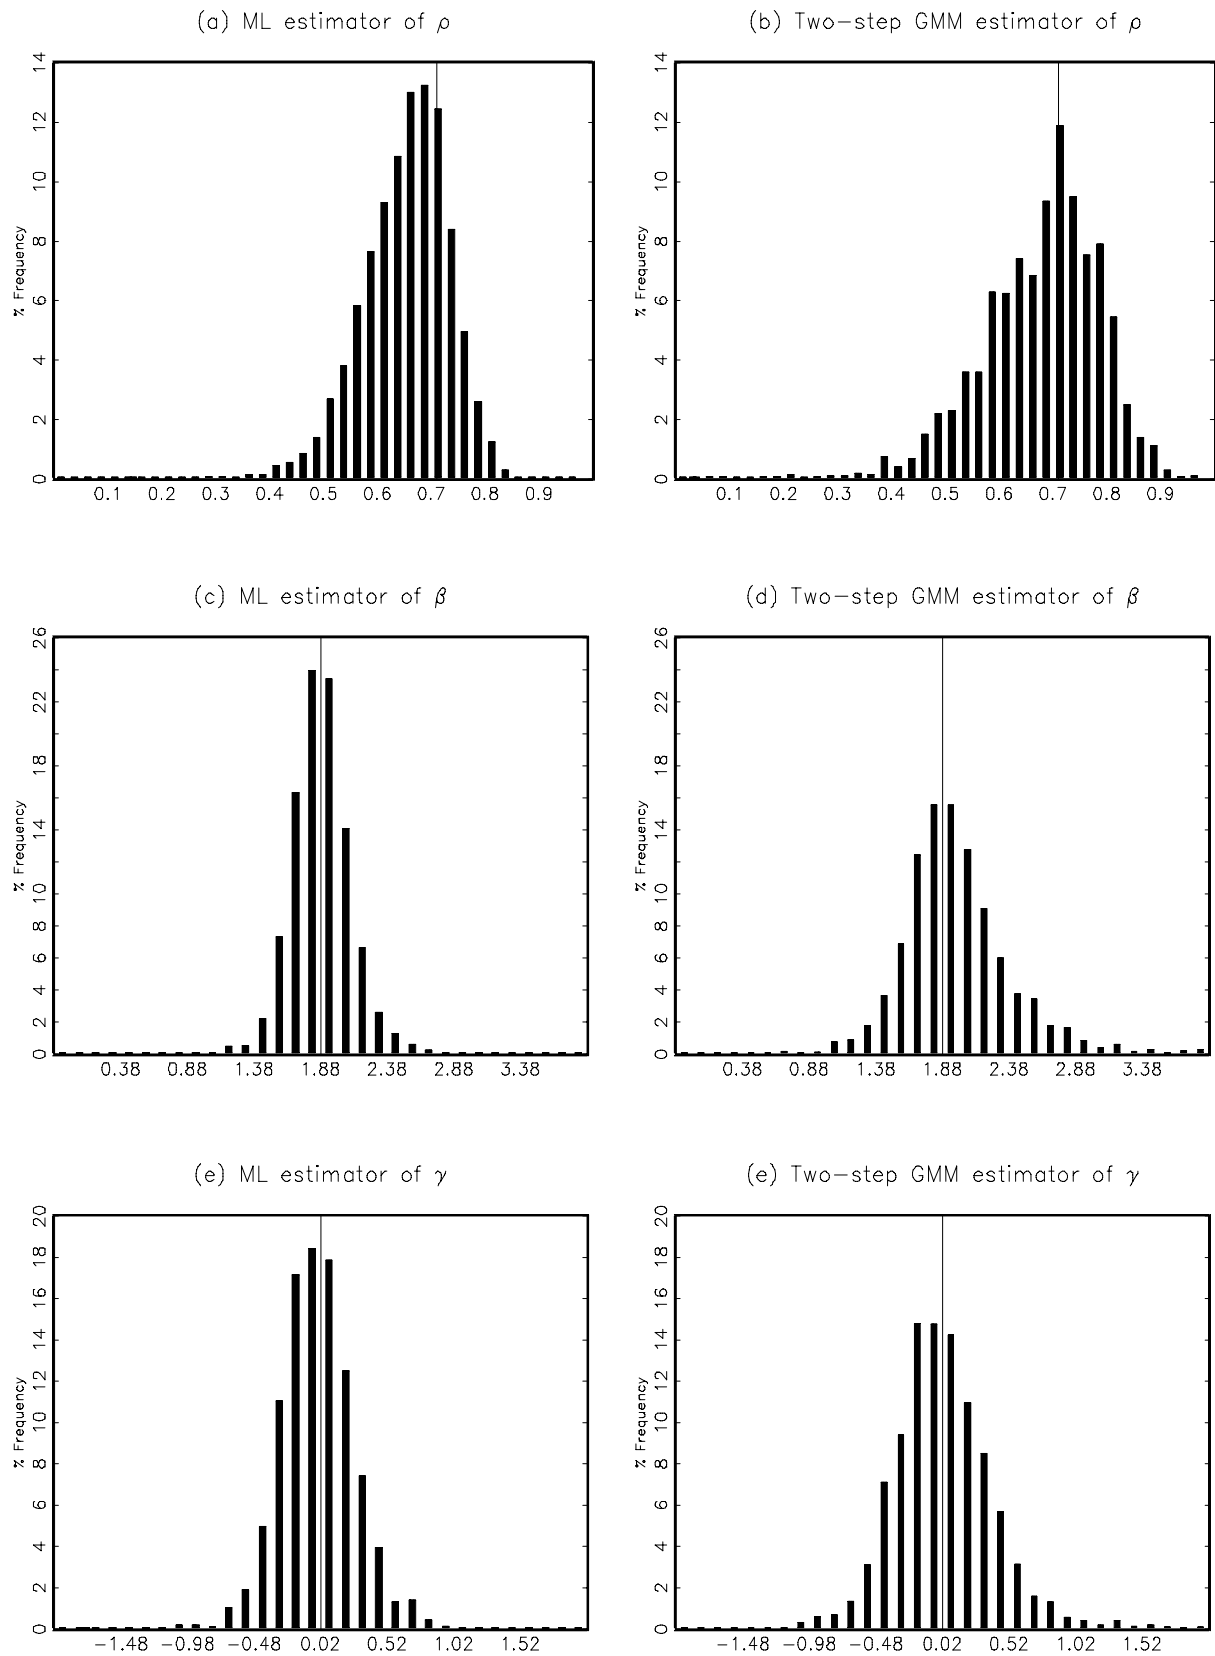 (a) ML estimator of ρ
(b) Two-step GMM estimator of ρ
% Frequency
0 2 4 6 8 10 12 14
0.1 0.2 0.3 0.4 0.5 0.6 0.7 0.8 0.9
% Frequency
0 2 4 6 8 10 12 14
0.1 0.2 0.3 0.4 0.5 0.6 0.7 0.8 0.9
(c) ML estimator of β
(d) Two-step GMM estimator of β
% Frequency
0 2 4 6 8 10 14 18 22 26
0.38 0.88 1.38 1.88 2.38 2.88 3.38
% Frequency
0 2 4 6 8 10 14 18 22 26
0.38 0.88 1.38 1.88 2.38 2.88 3.38
(e) ML estimator of γ
(e) Two-step GMM estimator of γ
% Frequency
0 2 4 6 8 10 12 14 16 18 20
-1.48 -0.98 -0.48 0.02 0.52 1.02 1.52
% Frequency
0 2 4 6 8 10 12 14 16 18 20
-1.48 -0.98 -0.48 0.02 0.52 1.02 1.52